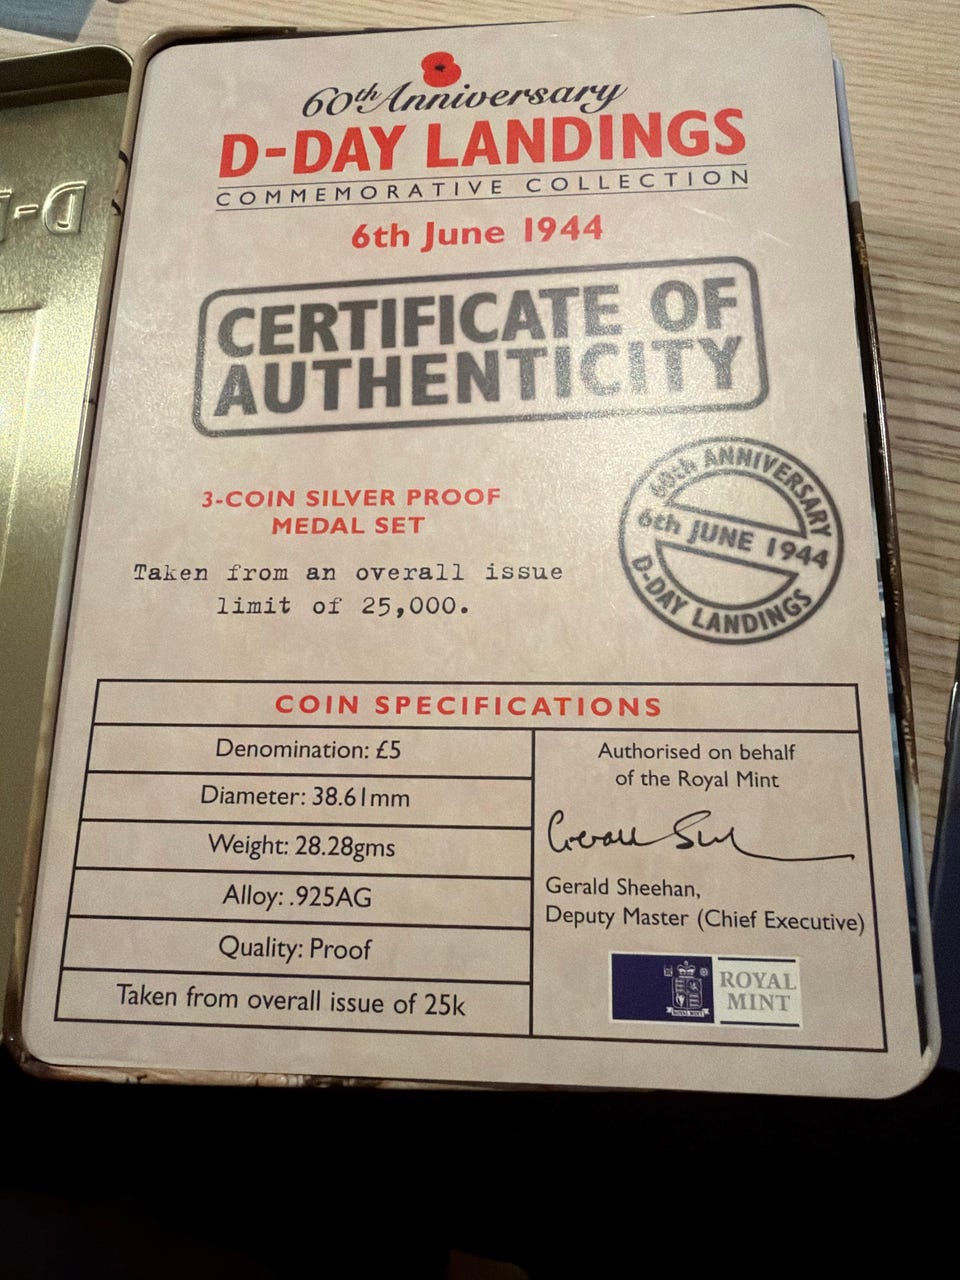 60th Anniversary
D-DAY LANDINGS
COMMEMORATIVE COLLECTION
6th June 1944
CERTIFICATE OF
AUTHENTICITY
60th ANNIVERSARY
6th JUNE 1944
D-DAY LANDINGS
3-COIN SILVER PROOF
MEDAL SET
Taken from an overall issue
limit of 25,000.
COIN SPECIFICATIONS
Denomination: £5
Diameter: 38.61mm
Weight: 28.28gms
Alloy: .925AG
Quality: Proof
Taken from overall issue of 25k
Authorised on behalf
of the Royal Mint
Gerald Sheehan,
Deputy Master (Chief Executive)
ROYAL MINT
ROYAL
MINT